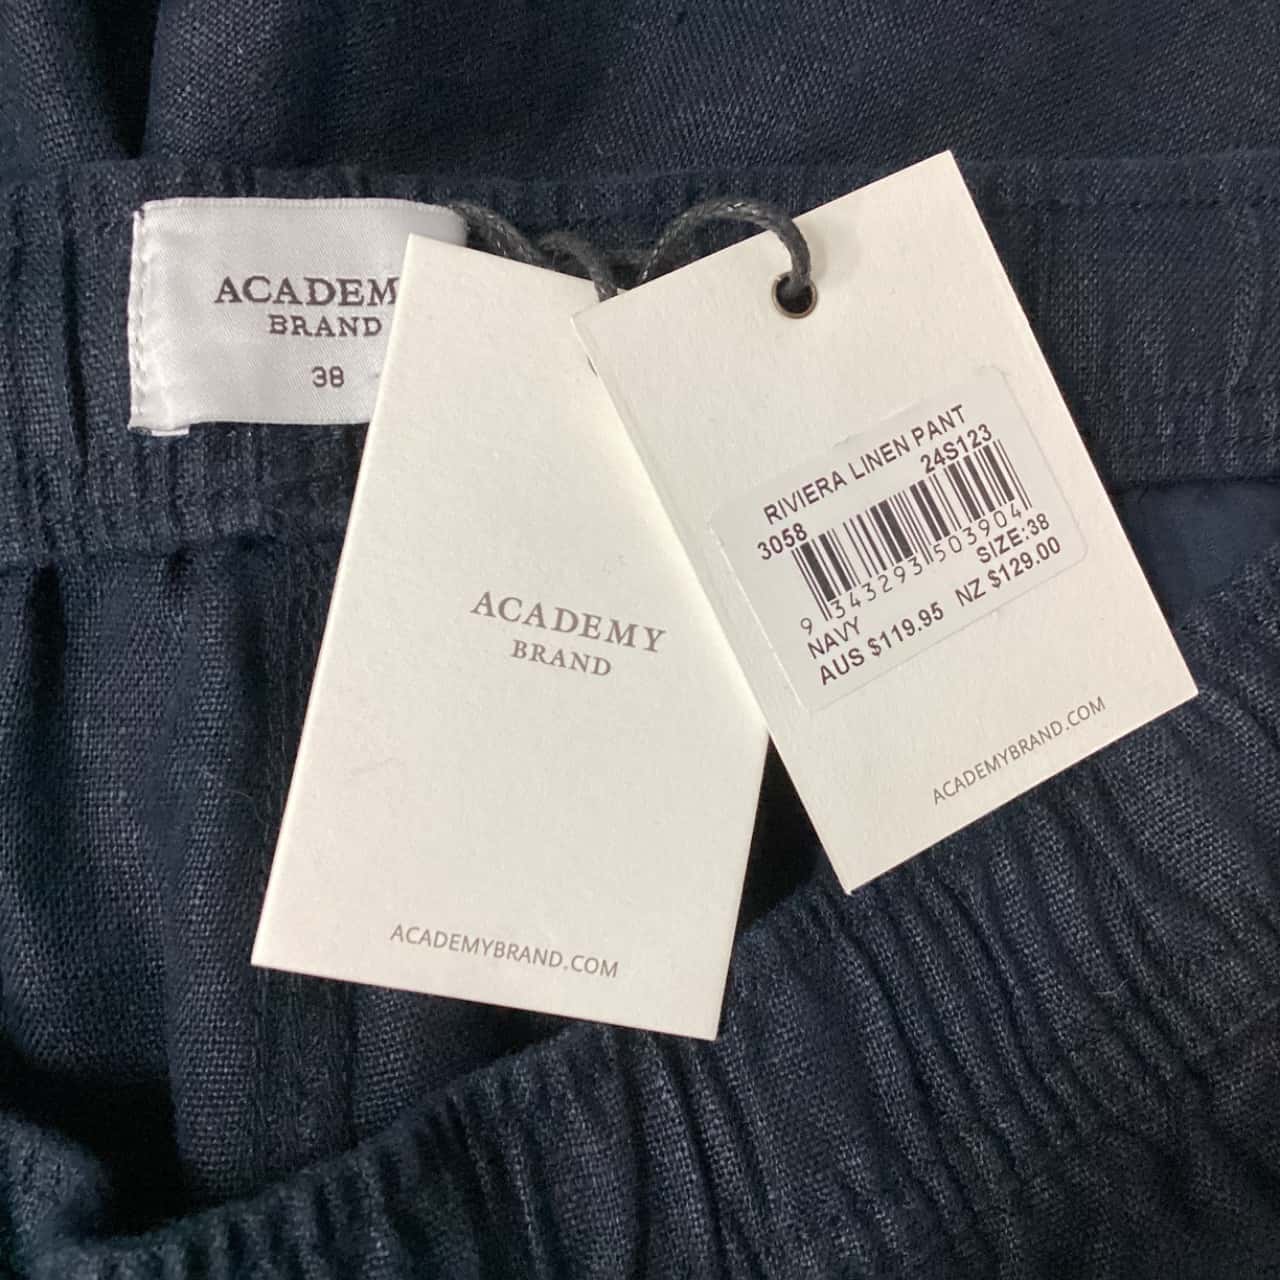 ACADEM
BRAND
38
ACADEMY
BRAND
ACADEMYBRAND.COM
RIVIERA LINEN PANT
3058 24S123
9 343293 503904
SIZE:38
NAVY
AUS $119.95 NZ $129.00
ACADEMYBRAND.COM